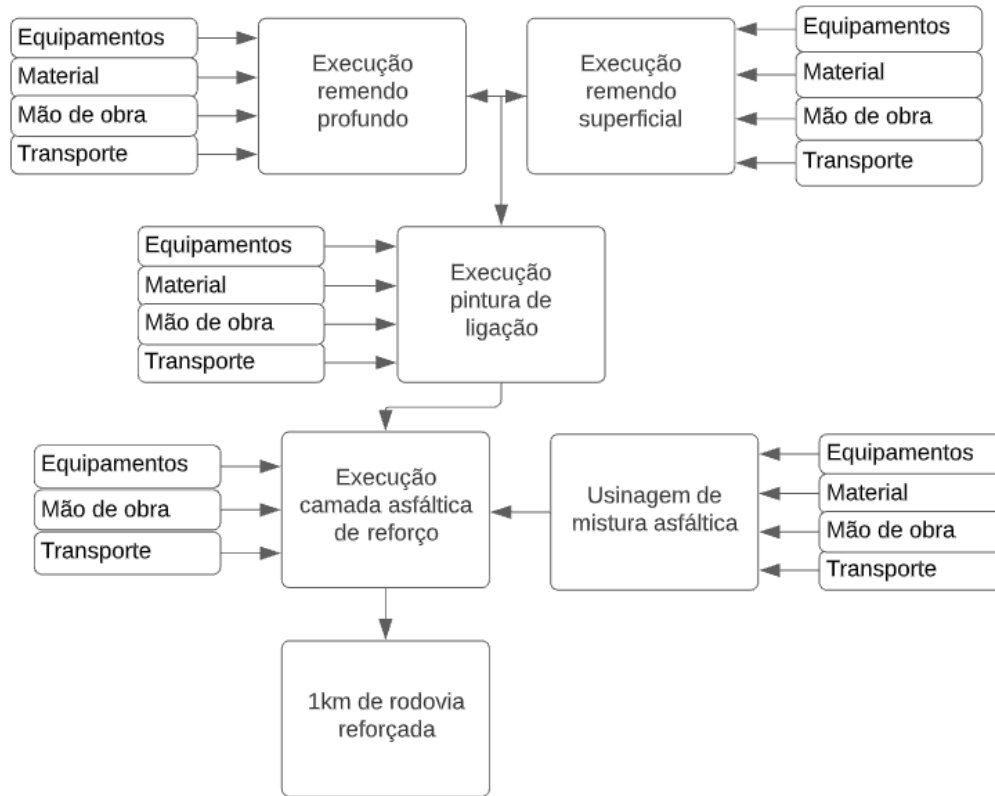 Equipamentos
Material
Mão de obra
Transporte
Execução
remendo
profundo
Execução
remendo
superficial
Equipamentos
Material
Mão de obra
Transporte
Equipamentos
Material
Mão de obra
Transporte
Execução
pintura de
ligação
Equipamentos
Mão de obra
Transporte
Execução
camada asfáltica
de reforço
Usinagem de
mistura asfáltica
Equipamentos
Material
Mão de obra
Transporte
1km de rodovia
reforçada